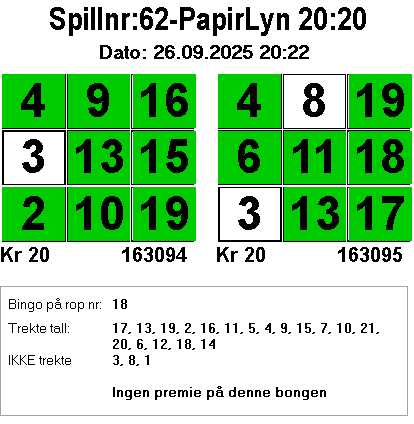 Spillnr:62-PapirLyn 20:20
Dato: 26.09.2025 20:22
4 9 16 4 8 19
3 13 15 6 11 18
2 10 19 3 13 17
Kr 20 163094 Kr 20 163095
Bingo på rop nr: 18
Trekte tall: 17, 13, 19, 2, 16, 11, 5, 4, 9, 15, 7, 10, 21,
20, 6, 12, 18, 14
IKKE trekte 3, 8, 1
Ingen premie på denne bongen